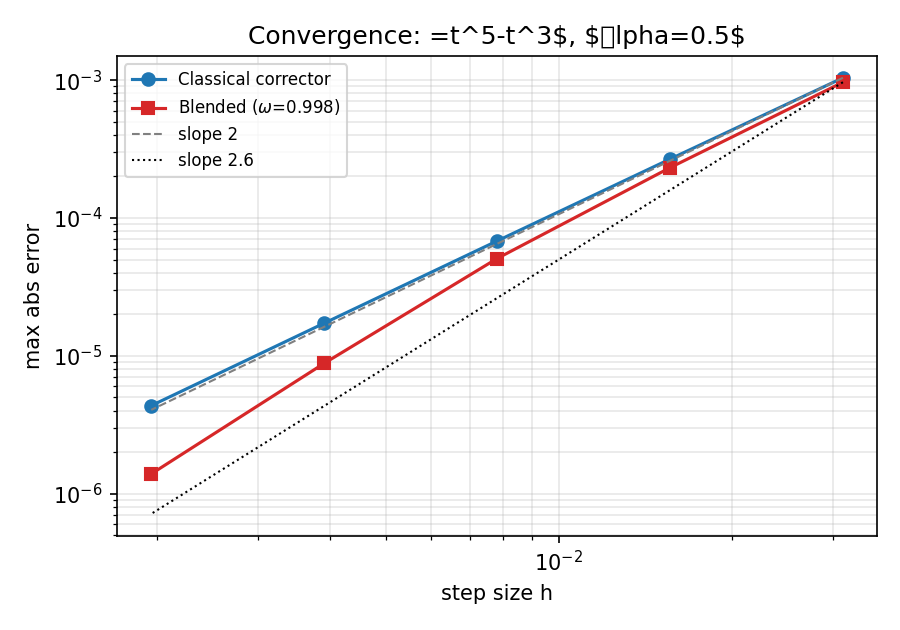 Convergence: =t^5-t^3$, $▯lpha=0.5$
Classical corrector
Blended (ω=0.998)
slope 2
slope 2.6
max abs error
10⁻³
10⁻⁴
10⁻⁵
10⁻⁶
10⁻²
step size h